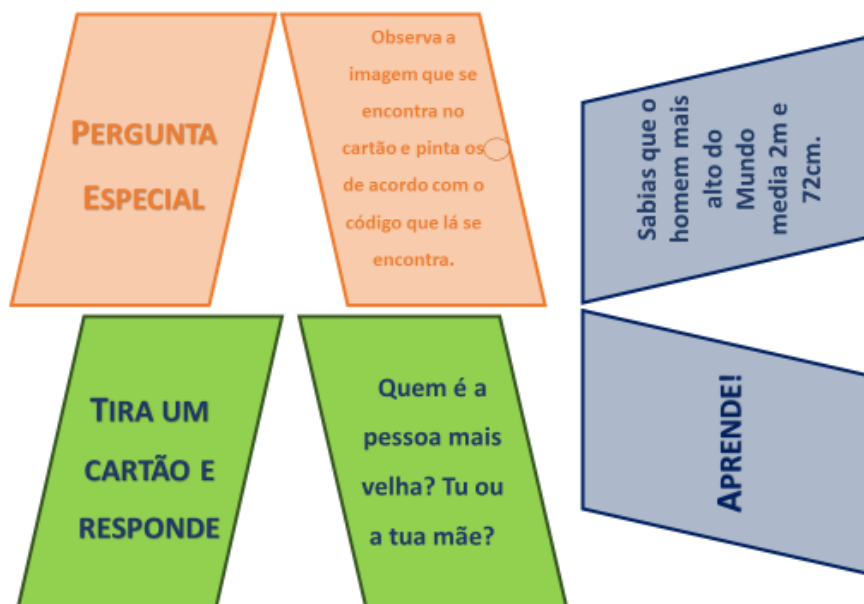 PERGUNTA
ESPECIAL
Observa a
imagem que se
encontra no
cartão e pinta os
de acordo com o
código que lá se
encontra.
TIRA UM
CARTÃO E
RESPONDE
Quem é a
pessoa mais
velha? Tu ou
a tua mãe?
Sabias que o
homem mais
alto do
Mundo
media 2m e
72cm.
APRENDE!